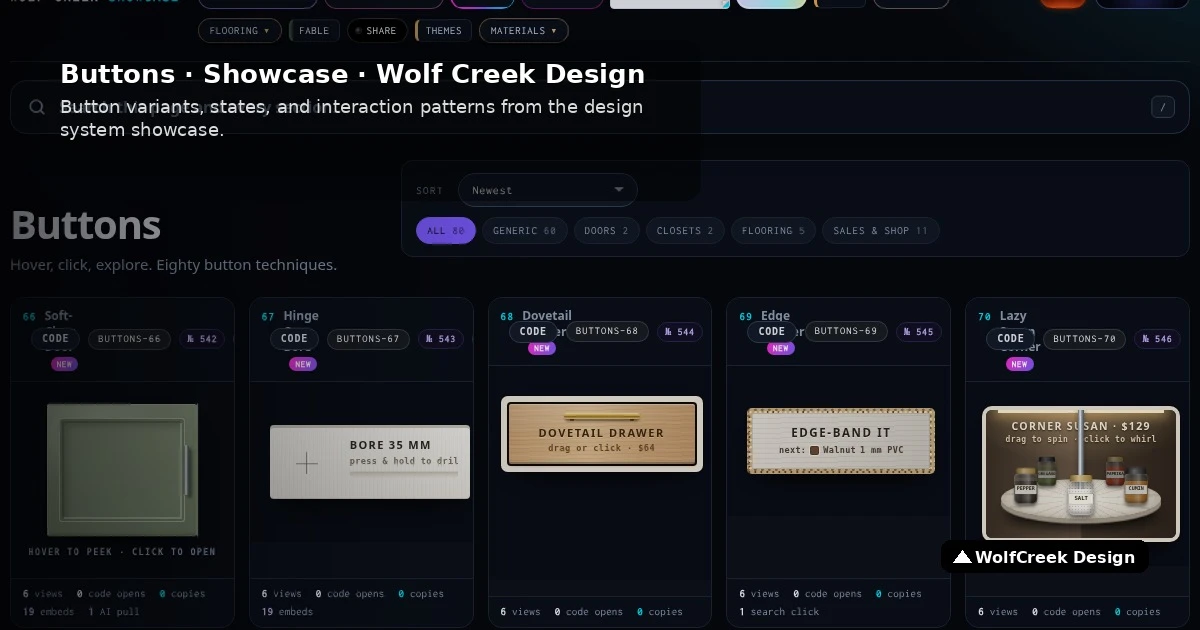 FLOORING ▾ FABLE SHARE THEMES MATERIALS ▾
Buttons · Showcase · Wolf Creek Design
Button variants, states, and interaction patterns from the design
system showcase.
/
SORT Newest
ALL 80 GENERIC 60 DOORS 2 CLOSETS 2 FLOORING 5 SALES & SHOP 11
Buttons
Hover, click, explore. Eighty button techniques.
66 Soft-
CODE BUTTONS-66 № 542
NEW
HOVER TO PEEK · CLICK TO OPEN
6 views 0 code opens 0 copies
19 embeds 1 AI pull
67 Hinge
CODE BUTTONS-67 № 543
NEW
BORE 35 MM
press & hold to dril
6 views 0 code opens 0 copies
19 embeds
68 Dovetail
CODE BUTTONS-68 № 544
NEW
DOVETAIL DRAWER
drag or click · $64
6 views 0 code opens 0 copies
69 Edge
CODE BUTTONS-69 № 545
NEW
EDGE-BAND IT
next: Walnut 1 mm PVC
6 views 0 code opens 0 copies
1 search click
70 Lazy
CODE BUTTONS-70 № 546
NEW
CORNER SUSAN · $129
drag to spin · click to whirl
PEPPER OREGANO SALT PAPRIKA CUMIN
WolfCreek Design
6 views 0 code opens 0 copies